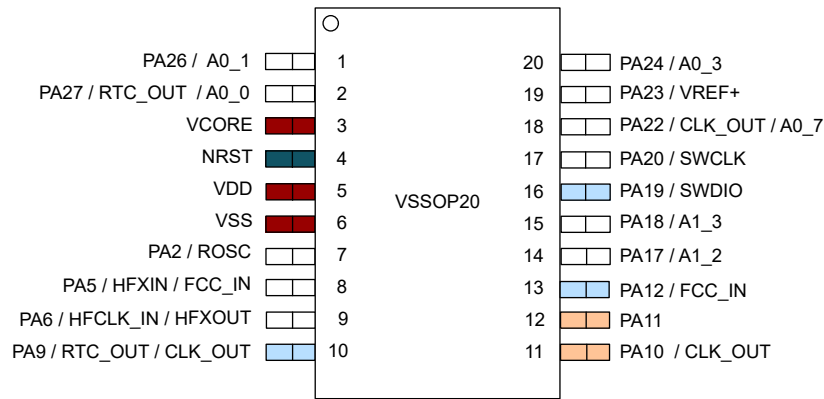 PA26 / A0_1 1 20 PA24 / A0_3
PA27 / RTC_OUT / A0_0 2 19 PA23 / VREF+
VCORE 3 18 PA22 / CLK_OUT / A0_7
NRST 4 17 PA20 / SWCLK
VDD 5 VSSOP20 16 PA19 / SWDIO
VSS 6 15 PA18 / A1_3
PA2 / ROSC 7 14 PA17 / A1_2
PA5 / HFXIN / FCC_IN 8 13 PA12 / FCC_IN
PA6 / HFCLK_IN / HFXOUT 9 12 PA11
PA9 / RTC_OUT / CLK_OUT 10 11 PA10 / CLK_OUT